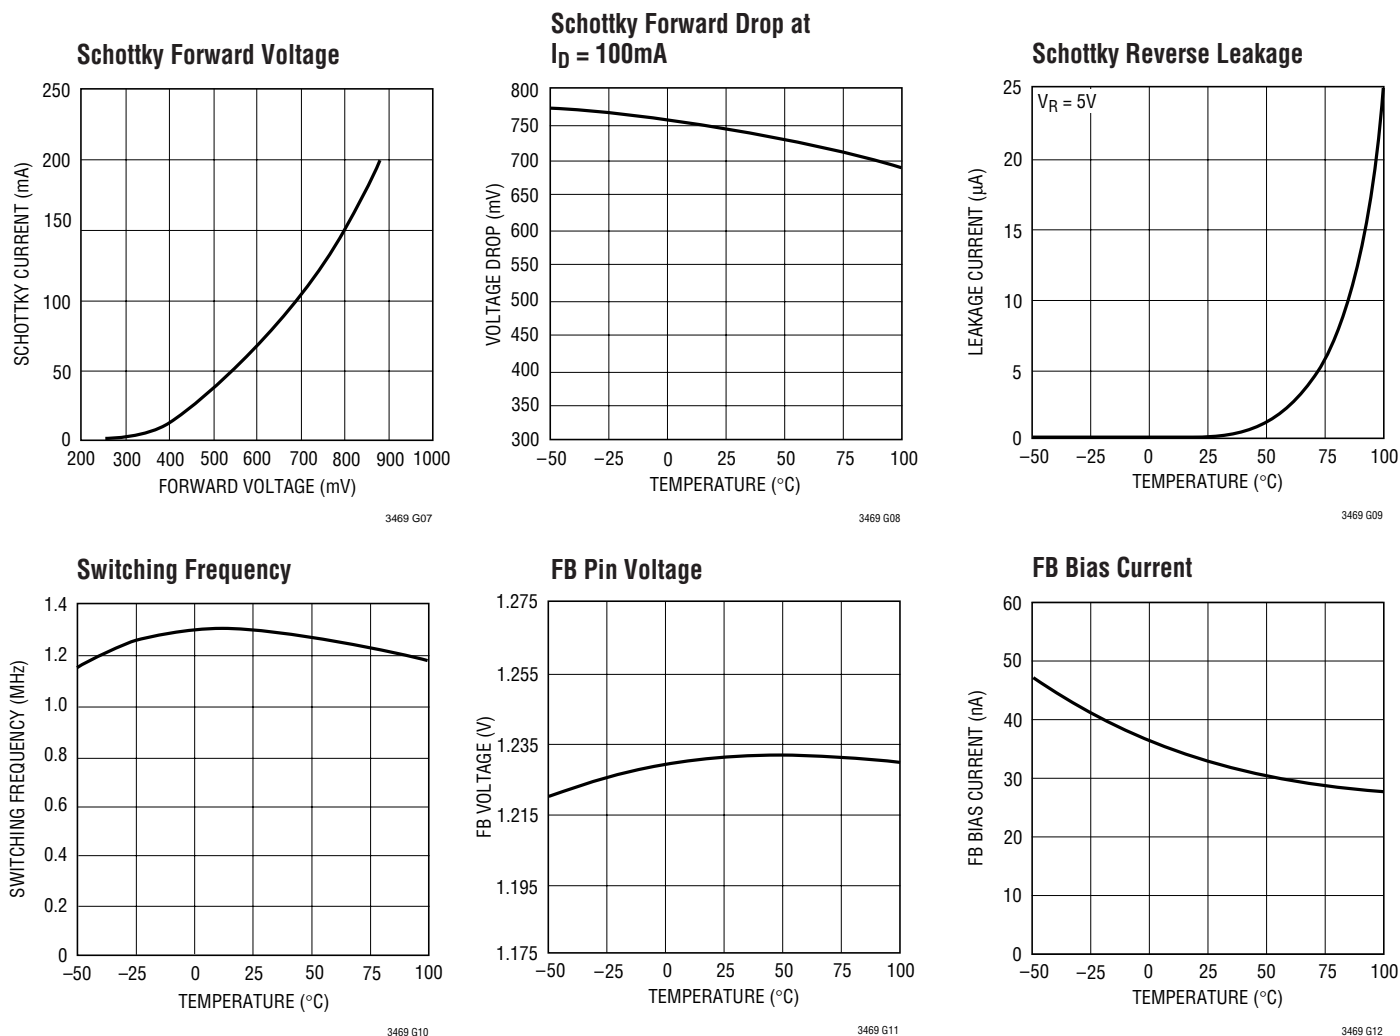 Schottky Forward Voltage
250
200
150
100
50
0
200 300 400 500 600 700 800 900 1000
SCHOTTKY CURRENT (mA)
FORWARD VOLTAGE (mV)
3469 G07
Schottky Forward Drop at
ID = 100mA
800
750
700
650
600
550
500
450
400
350
300
–50 –25 0 25 50 75 100
VOLTAGE DROP (mV)
TEMPERATURE (°C)
3469 G08
Schottky Reverse Leakage
VR = 5V
25
20
15
10
5
0
–50 –25 0 25 50 75 100
LEAKAGE CURRENT (µA)
TEMPERATURE (°C)
3469 G09
Switching Frequency
1.4
1.2
1.0
0.8
0.6
0.4
0.2
0
–50 –25 0 25 50 75 100
SWITCHING FREQUENCY (MHz)
TEMPERATURE (°C)
3469 G10
FB Pin Voltage
1.275
1.255
1.235
1.215
1.195
1.175
–50 –25 0 25 50 75 100
FB VOLTAGE (V)
TEMPERATURE (°C)
3469 G11
FB Bias Current
60
50
40
30
20
10
0
–50 –25 0 25 50 75 100
FB BIAS CURRENT (nA)
TEMPERATURE (°C)
3469 G12